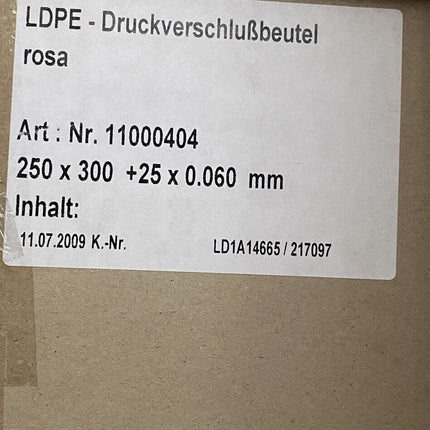 LDPE - Druckverschlußbeutel
rosa
Art : Nr. 11000404
250 x 300 +25 x 0.060 mm
Inhalt:
11.07.2009 K.-Nr. LD1A14665 / 217097